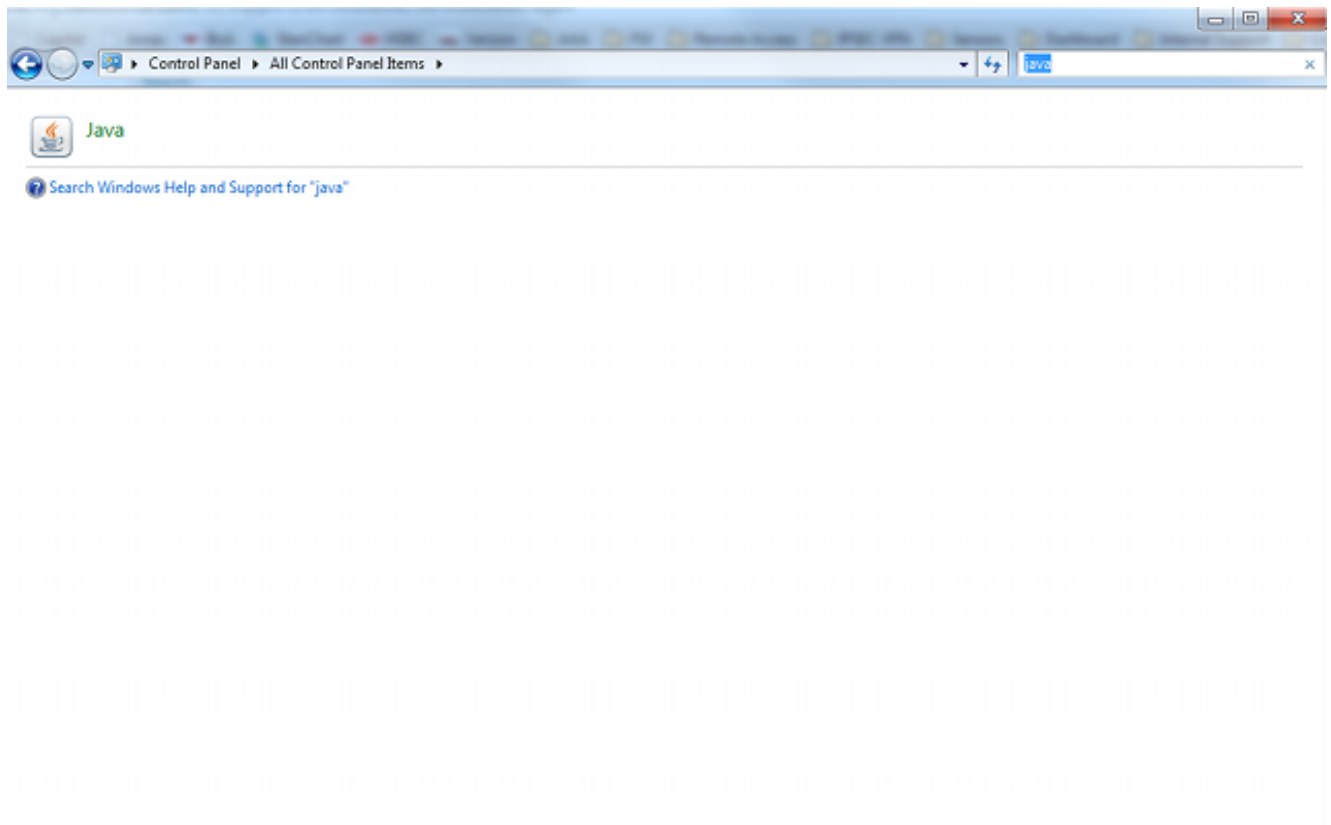 Control Panel All Control Panel Items java
Java
Search Windows Help and Support for "java"